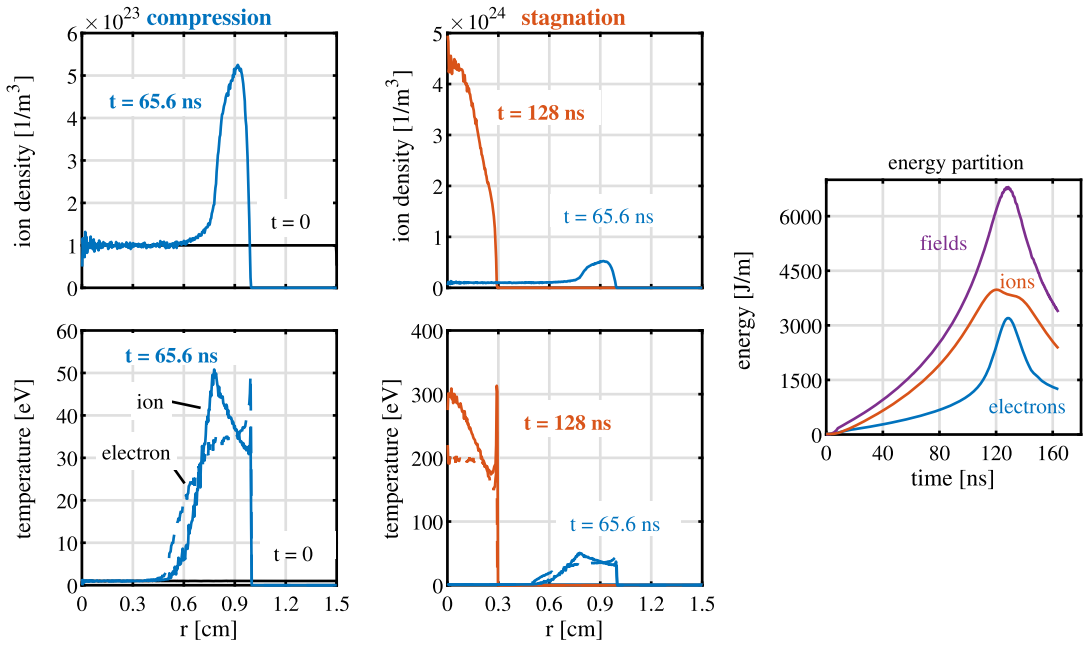 compression
×10^23
6
5
4
3
2
1
0
ion density [1/m^3]
t = 65.6 ns
t = 0
stagnation
×10^24
5
4
3
2
1
0
ion density [1/m^3]
t = 128 ns
t = 65.6 ns
60
50
40
30
20
10
0
temperature [eV]
t = 65.6 ns
ion
electron
t = 0
0 0.3 0.6 0.9 1.2 1.5
r [cm]
400
300
200
100
0
temperature [eV]
t = 128 ns
t = 65.6 ns
0 0.3 0.6 0.9 1.2 1.5
r [cm]
energy partition
6000
4500
3000
1500
0
energy [J/m]
fields
ions
electrons
0 40 80 120 160
time [ns]